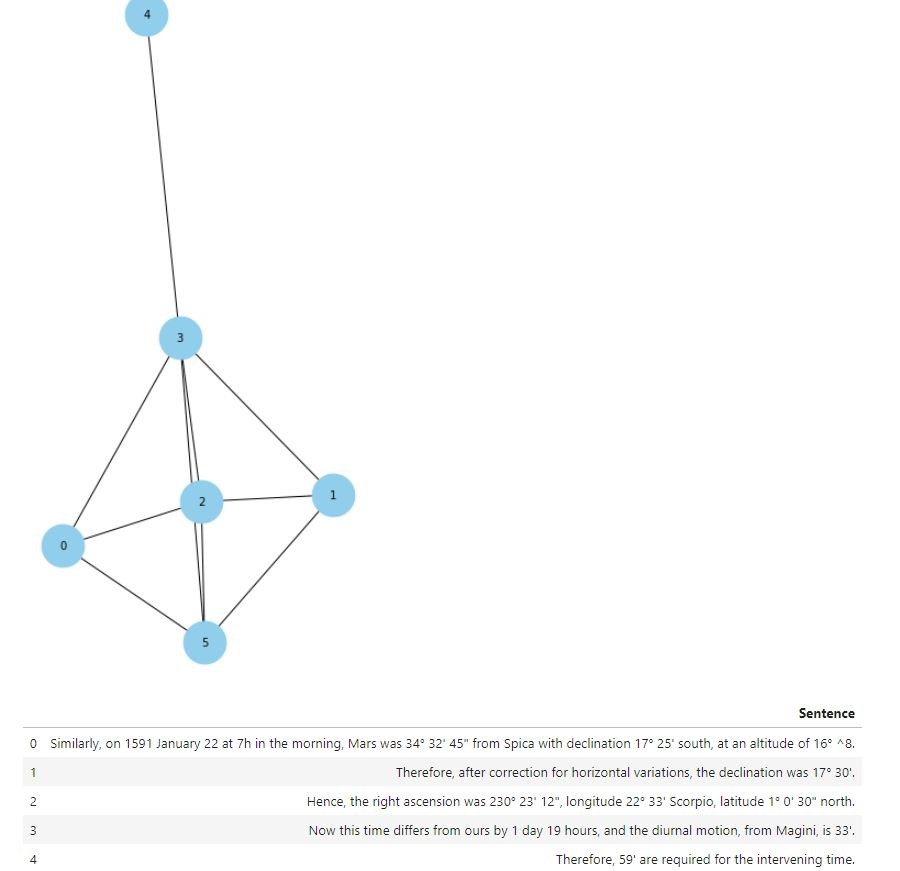 4
3
2
1
0
5
Sentence
0 Similarly, on 1591 January 22 at 7h in the morning, Mars was 34° 32' 45" from Spica with declination 17° 25' south, at an altitude of 16° ^8.
1 Therefore, after correction for horizontal variations, the declination was 17° 30'.
2 Hence, the right ascension was 230° 23' 12", longitude 22° 33' Scorpio, latitude 1° 0' 30" north.
3 Now this time differs from ours by 1 day 19 hours, and the diurnal motion, from Magini, is 33'.
4 Therefore, 59' are required for the intervening time.